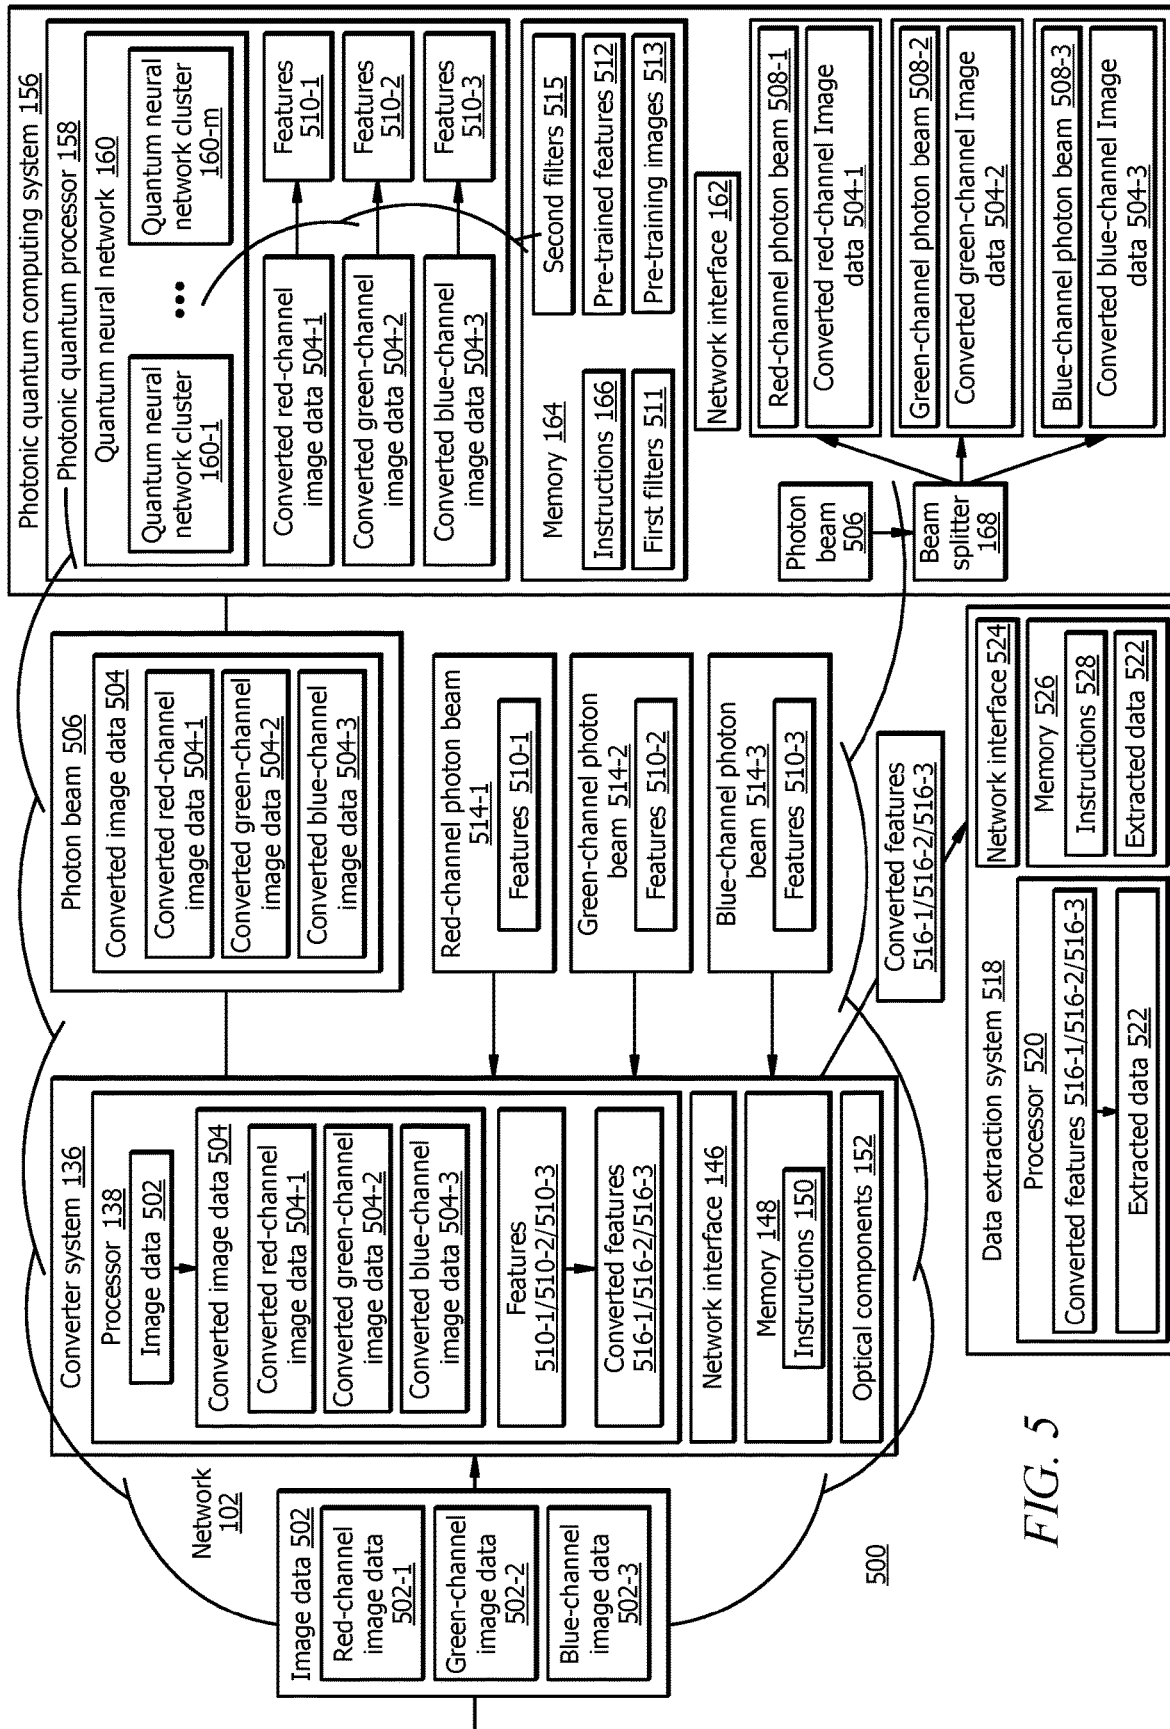 Image data 502
Red-channel
image data
502-1
Green-channel
image data
502-2
Blue-channel
image data
502-3
Network
102
500
Converter system 136
Processor 138
Image data 502
Converted image data 504
Converted red-channel
image data 504-1
Converted green-channel
image data 504-2
Converted blue-channel
image data 504-3
Features
510-1/510-2/510-3
Converted features
516-1/516-2/516-3
Network interface 146
Memory 148
Instructions 150
Optical components 152
Photon beam 506
Converted image data 504
Converted red-channel
image data 504-1
Converted green-channel
image data 504-2
Converted blue-channel
image data 504-3
Red-channel photon beam
514-1
Features 510-1
Green-channel photon
beam 514-2
Features 510-2
Blue-channel photon
beam 514-3
Features 510-3
Converted features
516-1/516-2/516-3
Photonic quantum computing system 156
Photonic quantum processor 158
Quantum neural network 160
Quantum neural
network cluster
160-1
•••
Quantum neural
network cluster
160-m
Converted red-channel
image data 504-1
Features
510-1
Converted green-channel
image data 504-2
Features
510-2
Converted blue-channel
image data 504-3
Features
510-3
Memory 164
Instructions 166
First filters 511
Second filters 515
Pre-trained features 512
Pre-training images 513
Network interface 162
Photon
beam
506
Beam
splitter
168
Red-channel photon beam 508-1
Converted red-channel Image
data 504-1
Green-channel photon beam 508-2
Converted green-channel Image
data 504-2
Blue-channel photon beam 508-3
Converted blue-channel Image
data 504-3
Data extraction system 518
Processor 520
Converted features 516-1/516-2/516-3
Extracted data 522
Network interface 524
Memory 526
Instructions 528
Extracted data 522
FIG. 5